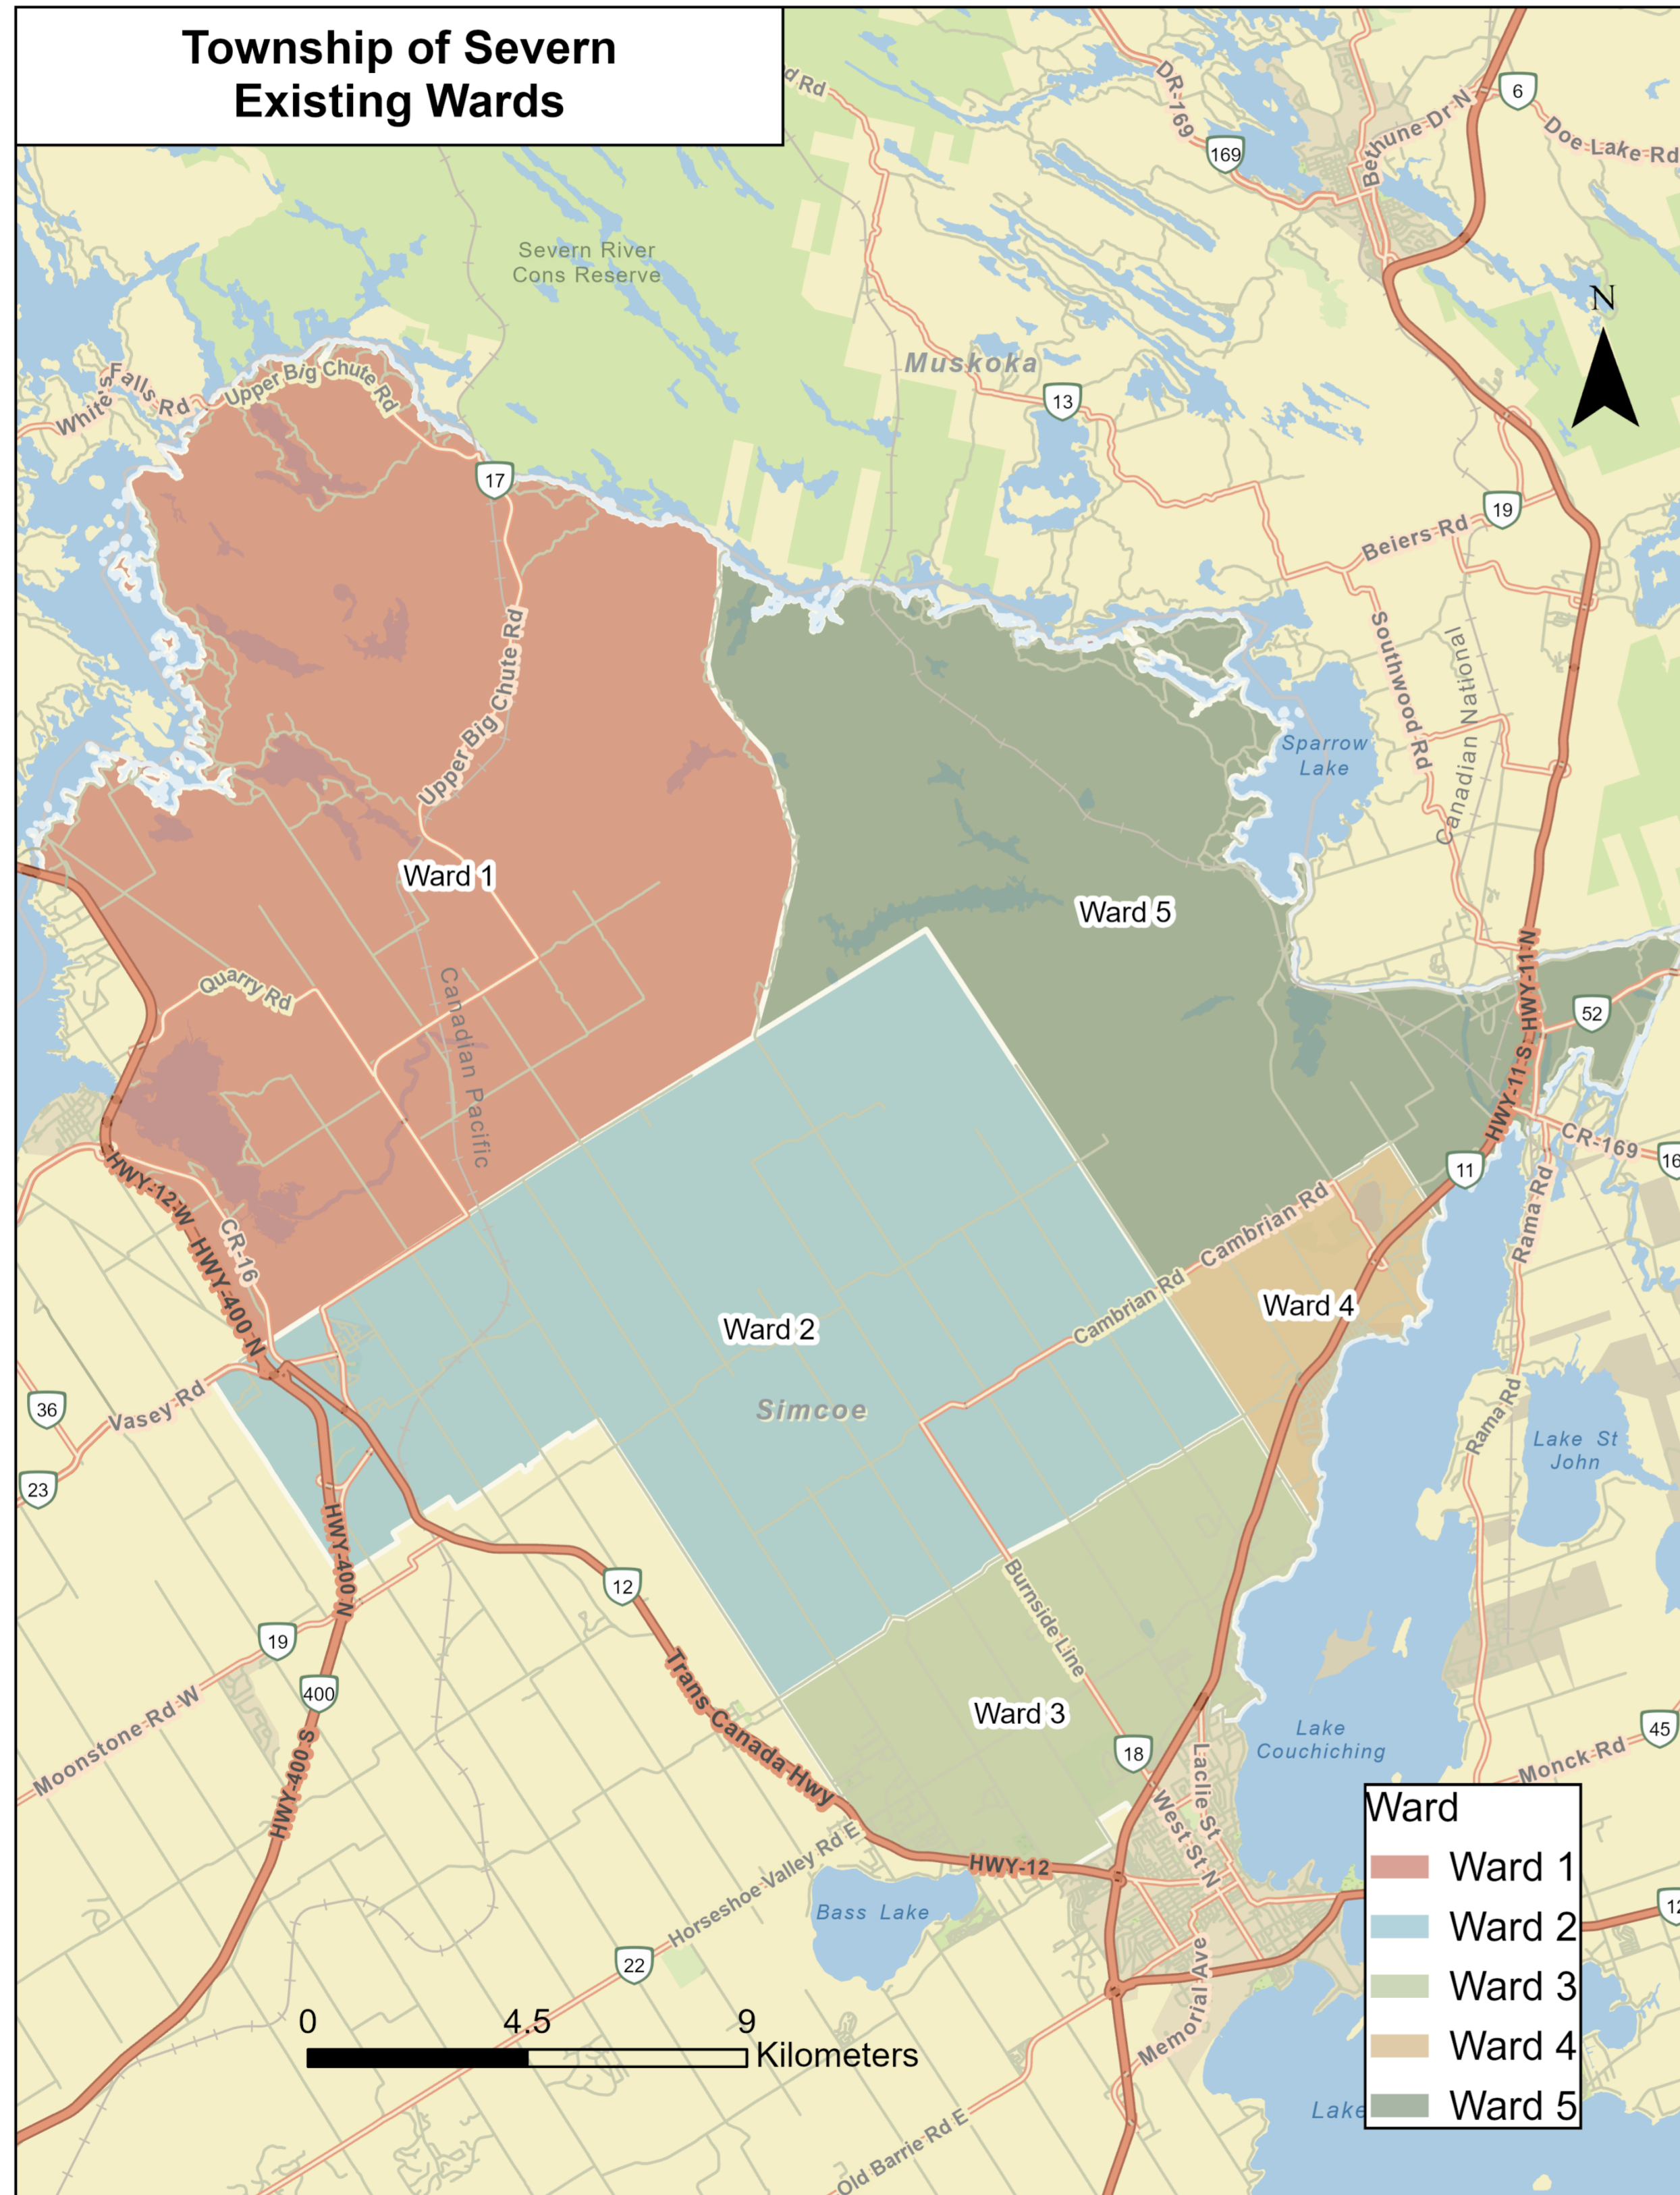 Township of Severn
Existing Wards
d Rd
DR-169
169
Bethune Dr N
6
Doe Lake Rd
Severn River
Cons Reserve
N
Muskoka
13
White's Falls Rd
Upper Big Chute Rd
17
19
Beiers Rd
Southwood Rd
Canadian National
Upper Big Chute Rd
Sparrow
Lake
Ward 1
Ward 5
Quarry Rd
Canadian Pacific
HWY-11 N
HWY-11 S
52
CR-169
16
11
Rama Rd
HWY-12 W
HWY-400 N
CR-16
Cambrian Rd
Cambrian Rd
Ward 4
Ward 2
Simcoe
36
Vasey Rd
23
Rama Rd
Lake St
John
HWY-400 N
12
Burnside Line
19
400
Moonstone Rd W
HWY-400 S
Trans Canada Hwy
Ward 3
18
Lake
Couchiching
45
Monck Rd
Laclie St
West St N
HWY-12
Horseshoe Valley Rd E
Bass Lake
22
Memorial Ave
Old Barrie Rd E
Lake
12
0 4.5 9
Kilometers
Ward
Ward 1
Ward 2
Ward 3
Ward 4
Ward 5